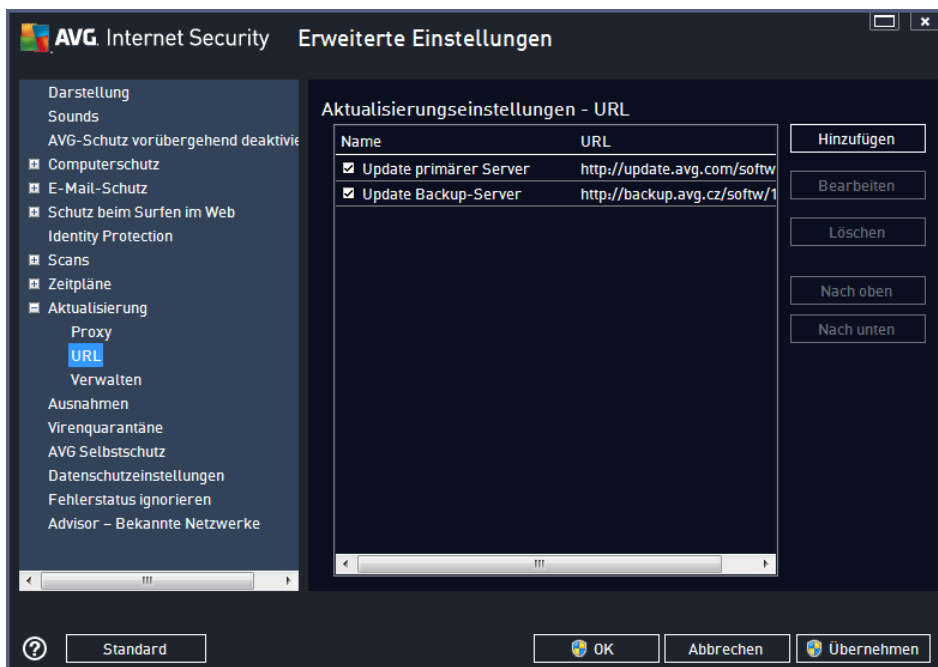 AVG. Internet Security Erweiterte Einstellungen
Darstellung
Sounds
AVG-Schutz vorübergehend deaktivie
Computerschutz
E-Mail-Schutz
Schutz beim Surfen im Web
Identity Protection
Scans
Zeitpläne
Aktualisierung
Proxy
URL
Verwalten
Ausnahmen
Virenquarantäne
AVG Selbstschutz
Datenschutzeinstellungen
Fehlerstatus ignorieren
Advisor – Bekannte Netzwerke
Aktualisierungseinstellungen - URL
Name URL
Update primärer Server http://update.avg.com/softw
Update Backup-Server http://backup.avg.cz/softw/1
Hinzufügen
Bearbeiten
Löschen
Nach oben
Nach unten
Standard
OK
Abbrechen
Übernehmen